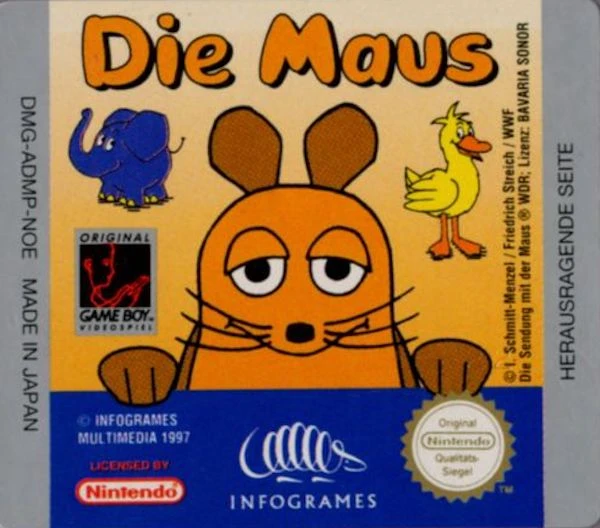 Die Maus
DMG-ADMP-NOE MADE IN JAPAN
ORIGINAL
GAME BOY™
VIDEOSPIEL
© I. Schmitt-Menzel / Friedrich Streich / WWF
Die Sendung mit der Maus ® WDR; Lizenz: BAVARIA SONOR
HERAUSRAGENDE SEITE
© INFOGRAMES
MULTIMEDIA 1997
LICENSED BY
Nintendo
INFOGRAMES
Original
Nintendo
Qualitäts-
Siegel
TM